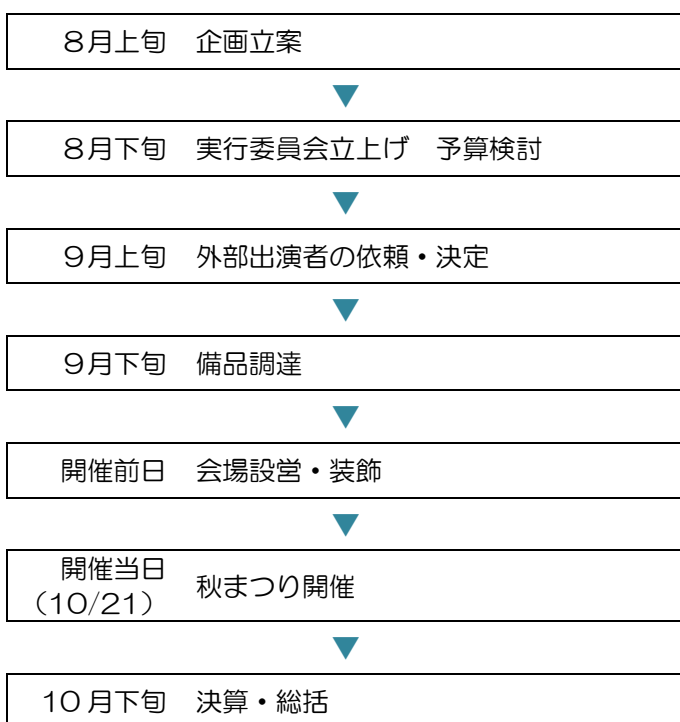 8月上旬 企画立案
▼
8月下旬 実行委員会立上げ 予算検討
▼
9月上旬 外部出演者の依頼・決定
▼
9月下旬 備品調達
▼
開催前日 会場設営・装飾
▼
開催当日
(10/21) 秋まつり開催
▼
10月下旬 決算・総括